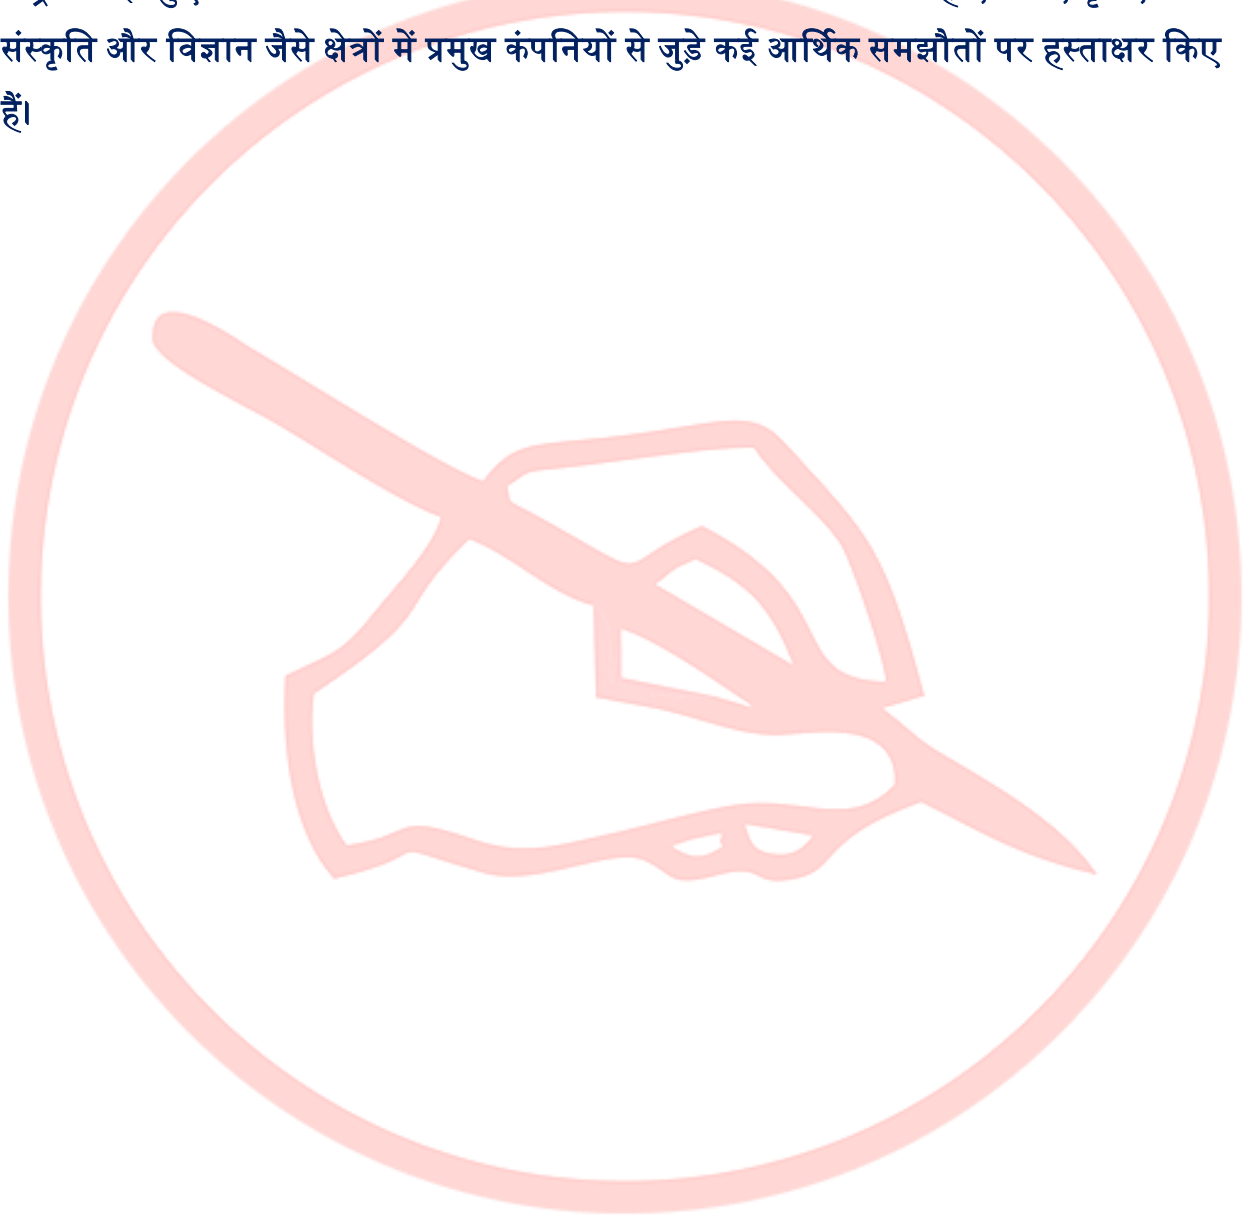 संस्कृति और विज्ञान जैसे क्षेत्रों में प्रमुख कंपनियों से जुड़े कई आर्थिक समझौतों पर हस्ताक्षर किए
हैं।